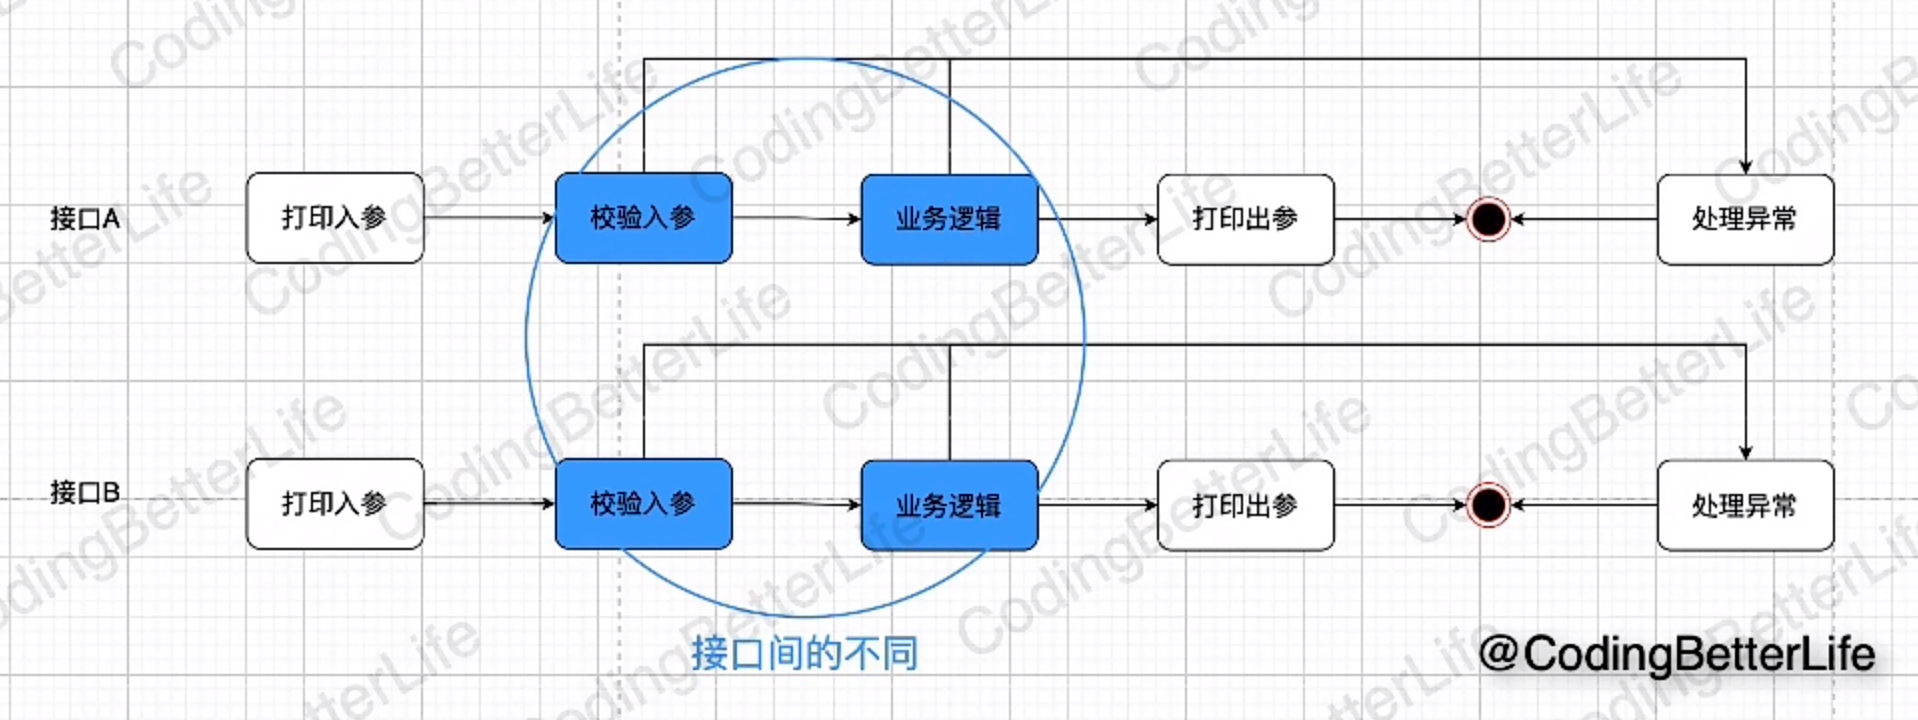 接口A
打印入参
校验入参
业务逻辑
打印出参
处理异常
接口B
打印入参
校验入参
业务逻辑
打印出参
处理异常
接口间的不同
@CodingBetterLife
CodingBetterLife